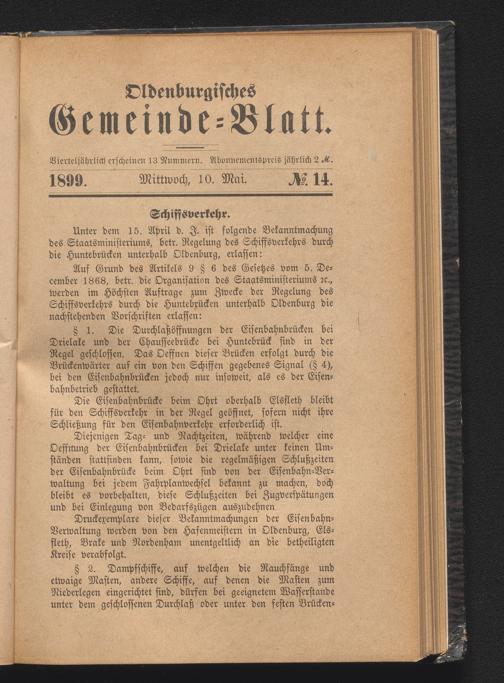 Oldenburgisches
Gemeinde=Blatt.
Vierteljährlich erscheinen 13 Nummern. Abonnementspreis jährlich 2 ℳ.
1899. Mittwoch, 10. Mai. № 14.
Schiffsverkehr.
Unter dem 15. April d. J. ist folgende Bekanntmachung
des Staatsministeriums, betr. Regelung des Schiffsverkehrs durch
die Huntebrücken unterhalb Oldenburg, erlassen:
Auf Grund des Artikels 9 § 6 des Gesetzes vom 5. De-
cember 1868, betr. die Organisation des Staatsministeriums ꝛc.,
werden im Höchsten Auftrage zum Zwecke der Regelung des
Schiffsverkehrs durch die Huntebrücken unterhalb Oldenburg die
nachstehenden Vorschriften erlassen:
§ 1. Die Durchlaßöffnungen der Eisenbahnbrücken bei
Drielake und der Chausseebrücke bei Huntebrück sind in der
Regel geschlossen. Das Oeffnen dieser Brücken erfolgt durch die
Brückenwärter auf ein von den Schiffen gegebenes Signal (§ 4),
bei den Eisenbahnbrücken jedoch nur insoweit, als es der Eisen-
bahnbetrieb gestattet.
Die Eisenbahnbrücke beim Ohrt oberhalb Elsfleth bleibt
für den Schiffsverkehr in der Regel geöffnet, sofern nicht ihre
Schließung für den Eisenbahnverkehr erforderlich ist.
Diejenigen Tag- und Nachtzeiten, während welcher eine
Oeffnung der Eisenbahnbrücken bei Drielake unter keinen Um-
ständen stattfinden kann, sowie die regelmäßigen Schlußzeiten
der Eisenbahnbrücke beim Ohrt sind von der Eisenbahn-Ver-
waltung bei jedem Fahrplanwechsel bekannt zu machen, doch
bleibt es vorbehalten, diese Schlußzeiten bei Zugverspätungen
und bei Einlegung von Bedarfszügen auszudehnen
Druckexemplare dieser Bekanntmachungen der Eisenbahn-
Verwaltung werden von den Hafenmeistern in Oldenburg, Els-
fleth, Brake und Nordenham unentgeltlich an die betheiligten
Kreise verabfolgt.
§ 2. Dampfschiffe, auf welchen die Rauchfänge und
etwaige Masten, andere Schiffe, auf denen die Masten zum
Niederlegen eingerichtet sind, dürfen bei geeignetem Wasserstande
unter dem geschlossenen Durchlaß oder unter den festen Brücken-